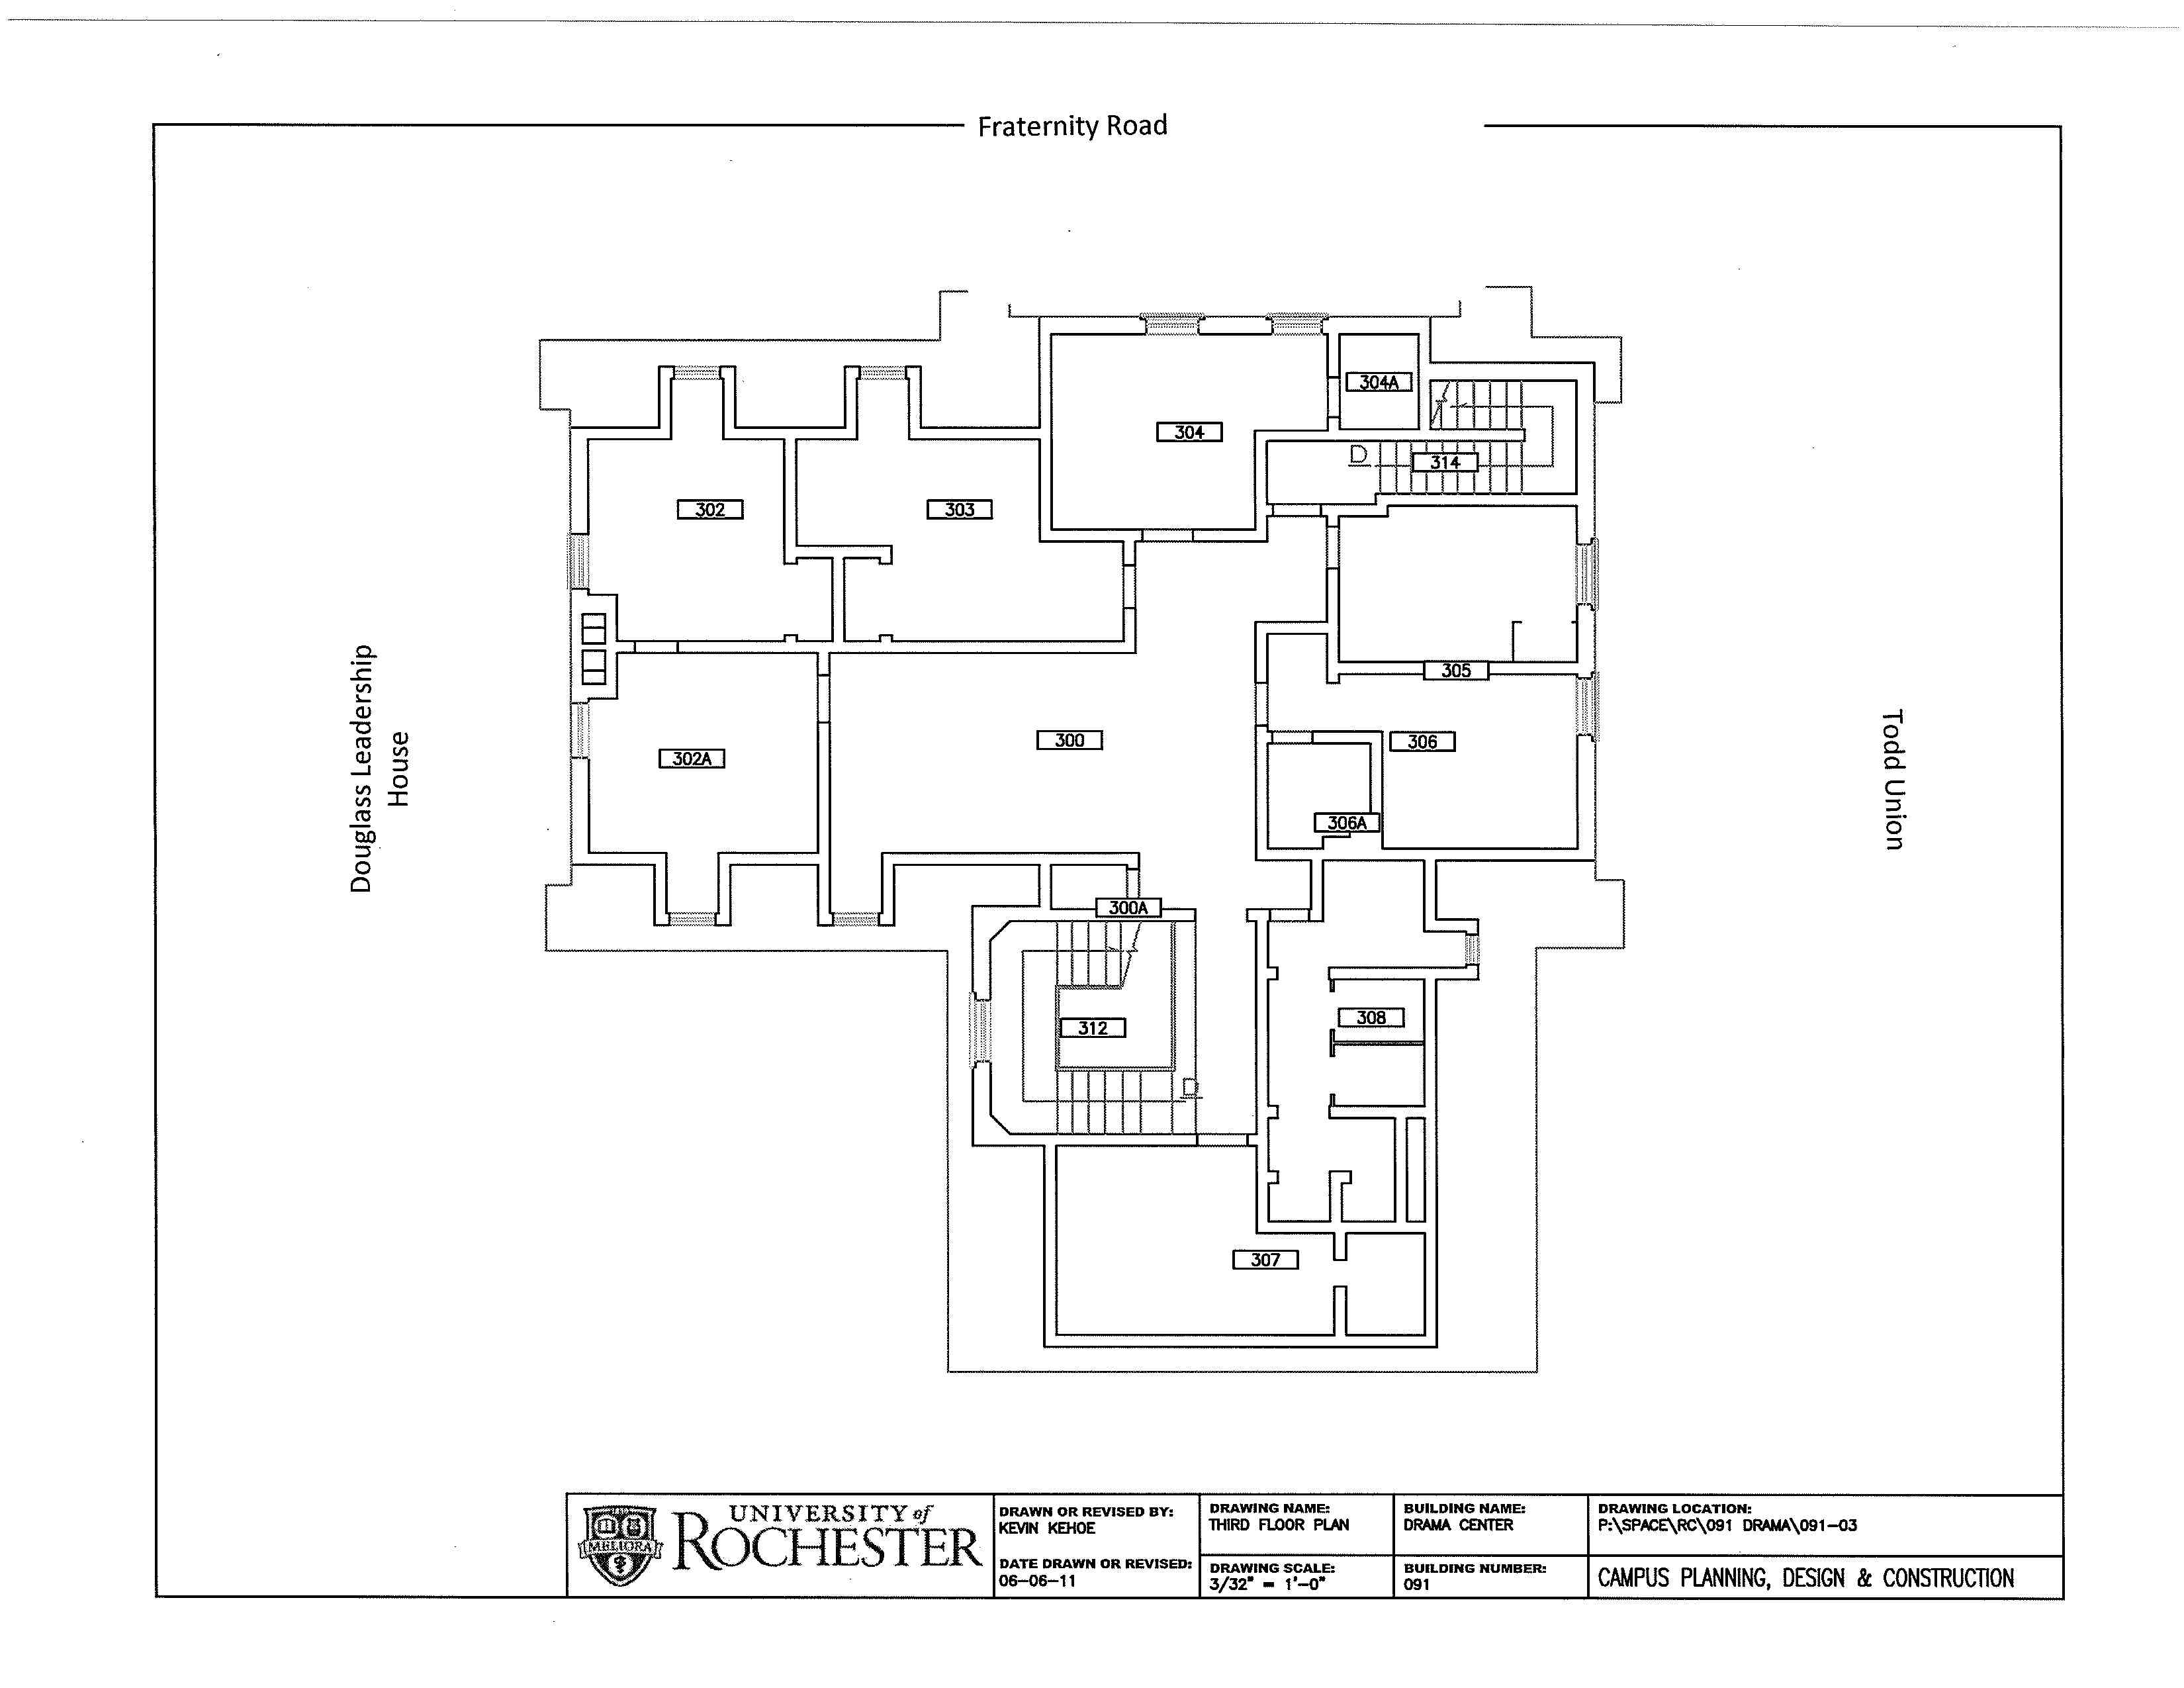 Fraternity Road
304A
304
D
314
302
303
305
Douglass Leadership
House
Todd Union
300
306
302A
306A
300A
308
312
D
307
MELIORA
UNIVERSITY of
ROCHESTER
DRAWN OR REVISED BY:
KEVIN KEHOE
DATE DRAWN OR REVISED:
06-06-11
DRAWING NAME:
THIRD FLOOR PLAN
DRAWING SCALE:
3/32" = 1'-0"
BUILDING NAME:
DRAMA CENTER
BUILDING NUMBER:
091
DRAWING LOCATION:
P:\SPACE\RC\091 DRAMA\091-03
CAMPUS PLANNING, DESIGN & CONSTRUCTION